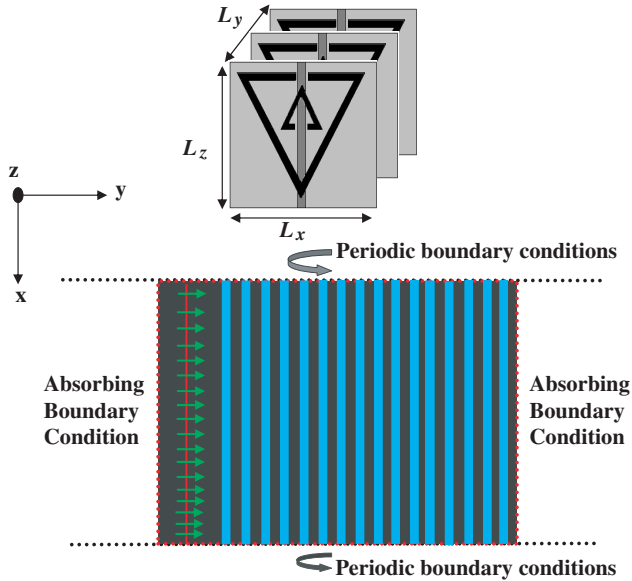 L_y
L_z
L_x
z
y
x
Periodic boundary conditions
Absorbing
Boundary
Condition
Absorbing
Boundary
Condition
Periodic boundary conditions